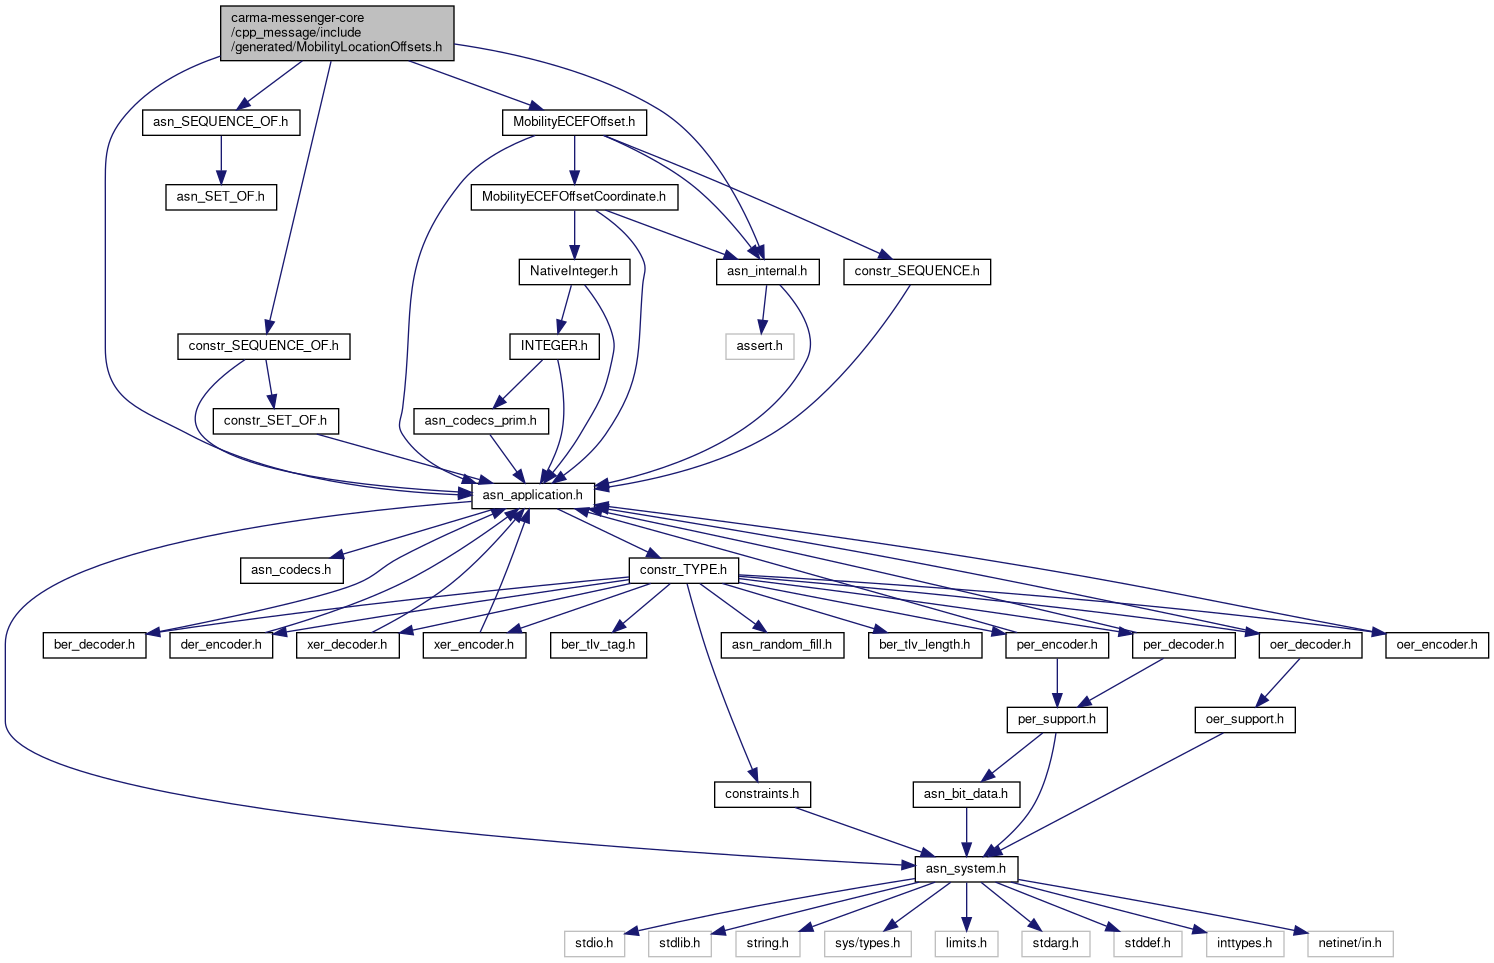 carma-messenger-core
/cpp_message/include
/generated/MobilityLocationOffsets.h
asn_SEQUENCE_OF.h
MobilityECEFOffset.h
asn_SET_OF.h
MobilityECEFOffsetCoordinate.h
NativeInteger.h
asn_internal.h
constr_SEQUENCE.h
constr_SEQUENCE_OF.h
INTEGER.h
assert.h
constr_SET_OF.h
asn_codecs_prim.h
asn_application.h
asn_codecs.h
constr_TYPE.h
ber_decoder.h
der_encoder.h
xer_decoder.h
xer_encoder.h
ber_tlv_tag.h
asn_random_fill.h
ber_tlv_length.h
per_encoder.h
per_decoder.h
oer_decoder.h
oer_encoder.h
per_support.h
oer_support.h
constraints.h
asn_bit_data.h
asn_system.h
stdio.h
stdlib.h
string.h
sys/types.h
limits.h
stdarg.h
stddef.h
inttypes.h
netinet/in.h